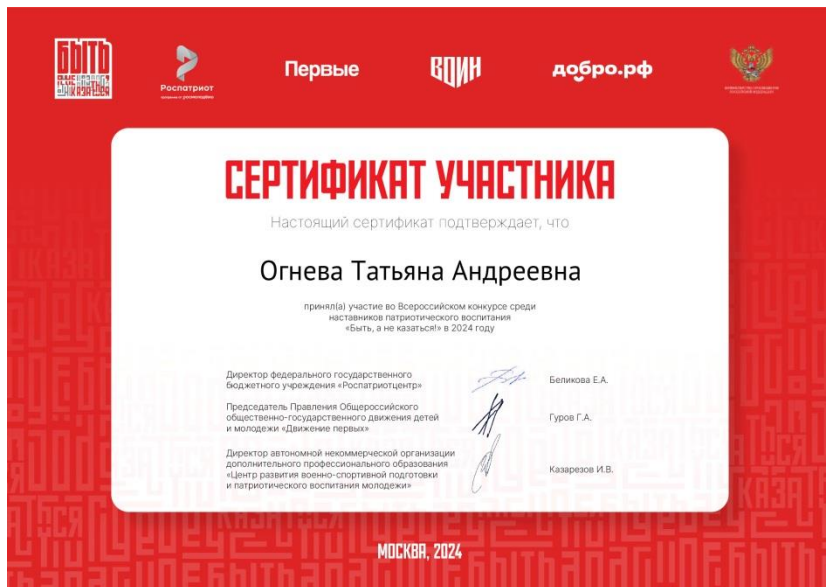 БЫТЬ
А НЕ
КАЗАТЬСЯ
Роспатриот
Первые
ВОИН
добро.рф
СЕРТИФИКАТ УЧАСТНИКА
Настоящий сертификат подтверждает, что
Огнева Татьяна Андреевна
принял(а) участие во Всероссийском конкурсе среди
наставников патриотического воспитания
«Быть, а не казаться!» в 2024 году
Директор федерального государственного
бюджетного учреждения «Роспатриотцентр»
Беликова Е.А.
Председатель Правления Общероссийского
общественно-государственного движения детей
и молодежи «Движение первых»
Гуров Г.А.
Директор автономной некоммерческой организации
дополнительного профессионального образования
«Центр развития военно-спортивной подготовки
и патриотического воспитания молодежи»
Казарезов И.В.
МОСКВА, 2024